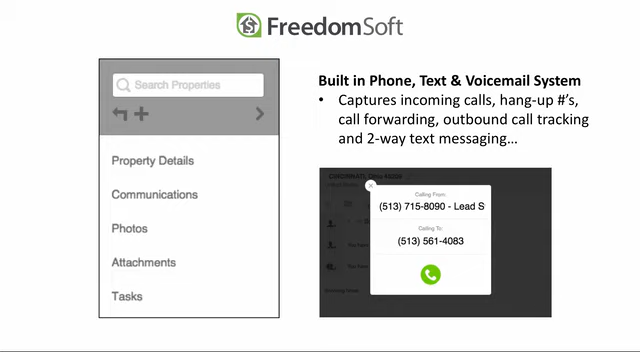 FreedomSoft
Search Properties
Property Details
Communications
Photos
Attachments
Tasks
Built in Phone, Text & Voicemail System
• Captures incoming calls, hang-up #'s,
call forwarding, outbound call tracking
and 2-way text messaging...
Calling From:
(513) 715-8090 - Lead S
Calling To:
(513) 561-4083